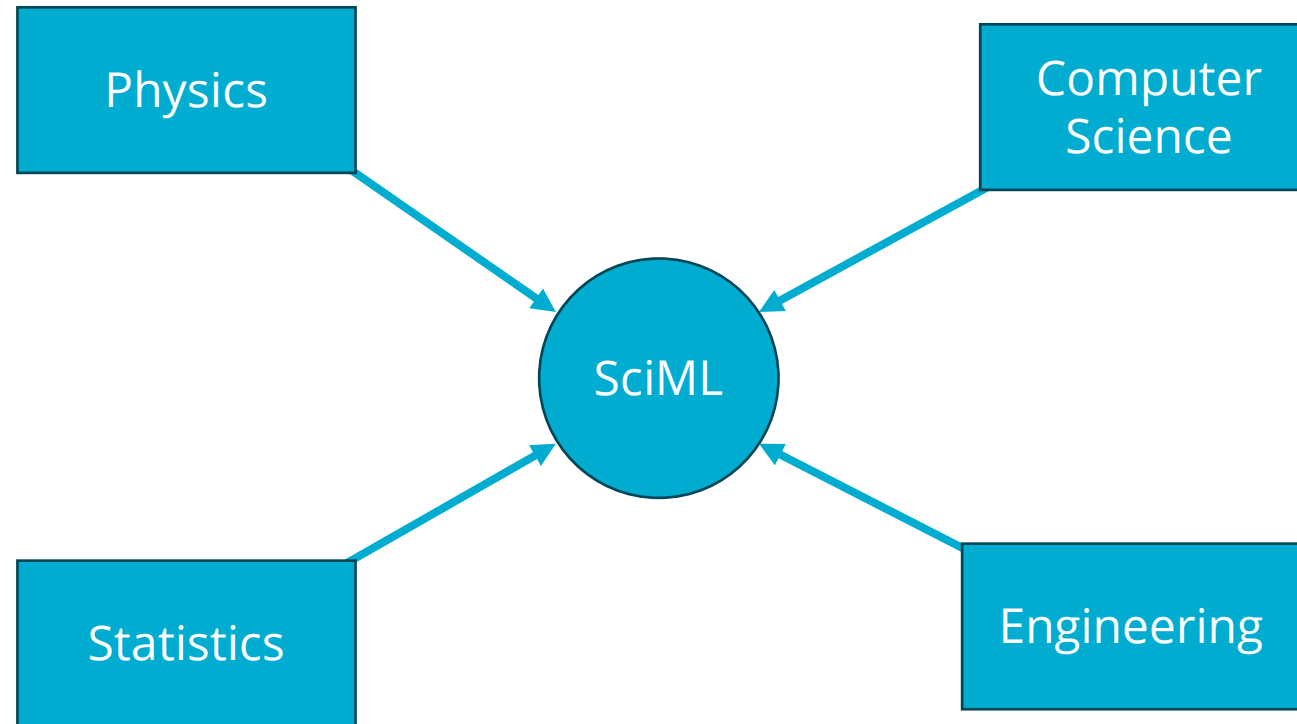 Physics
Computer
Science
SciML
Statistics
Engineering